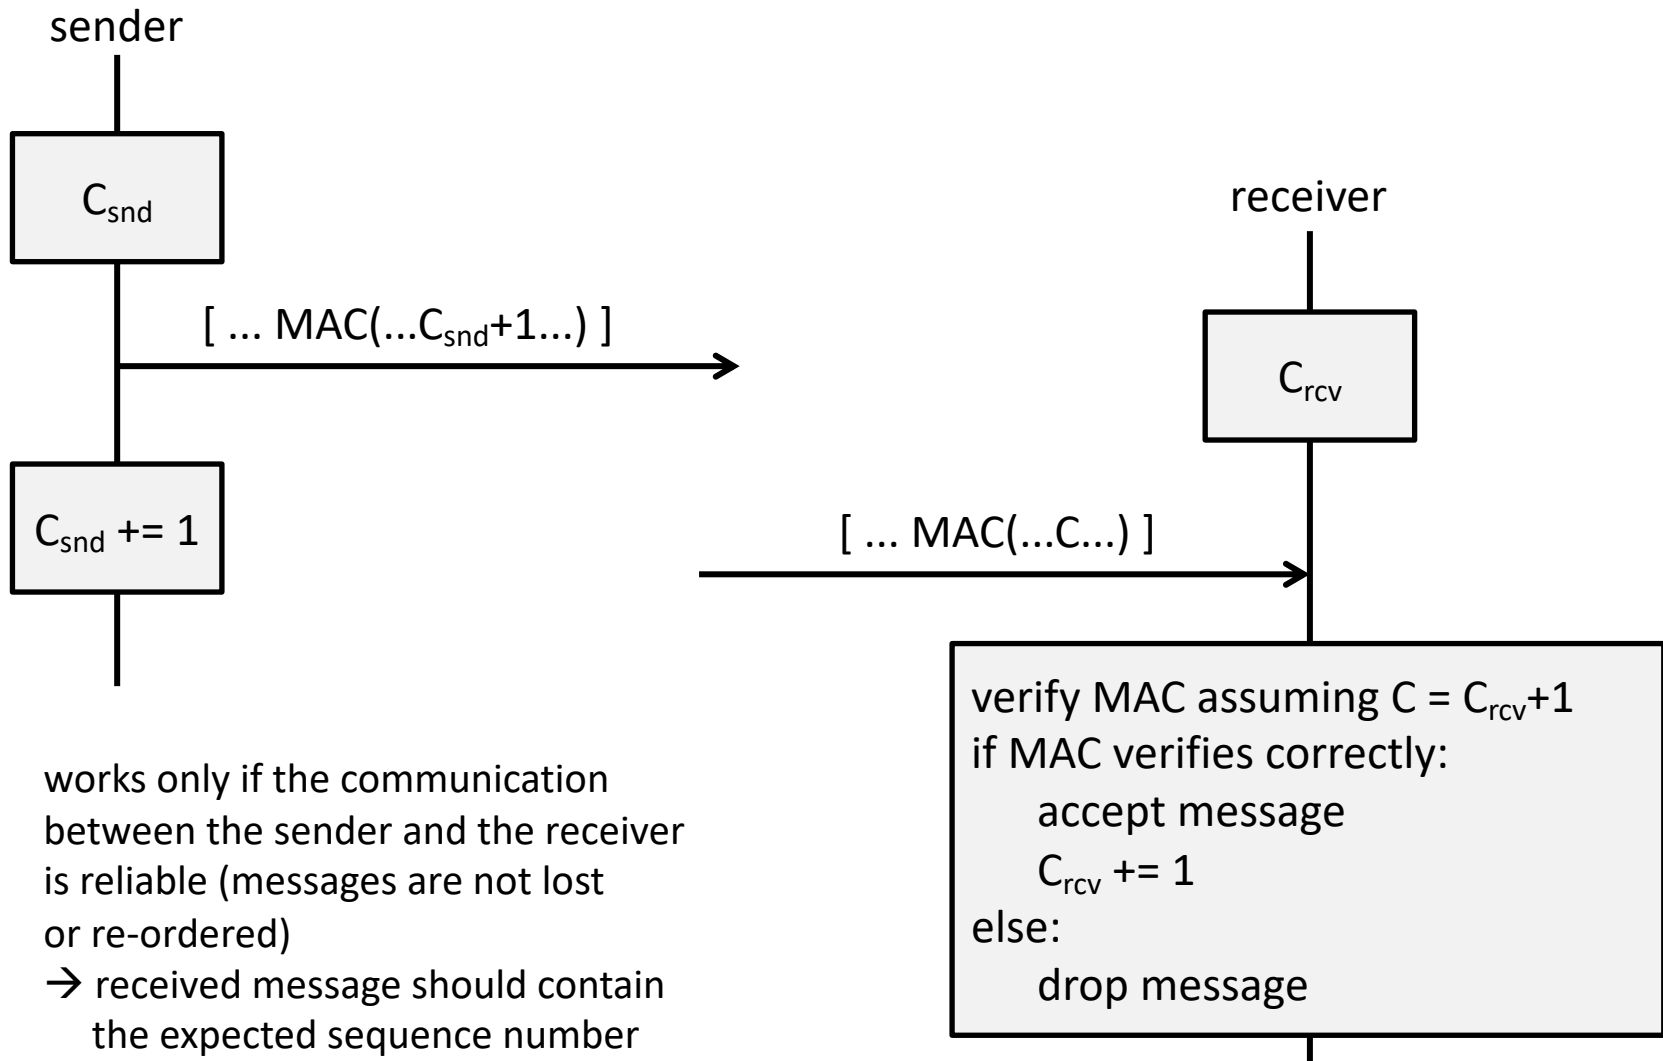 sender
C_snd
[ ... MAC(...C_snd+1...) ]
C_snd += 1
receiver
C_rcv
[ ... MAC(...C...) ]
verify MAC assuming C = C_rcv+1
if MAC verifies correctly:
accept message
C_rcv += 1
else:
drop message
works only if the communication
between the sender and the receiver
is reliable (messages are not lost
or re-ordered)
→ received message should contain
the expected sequence number